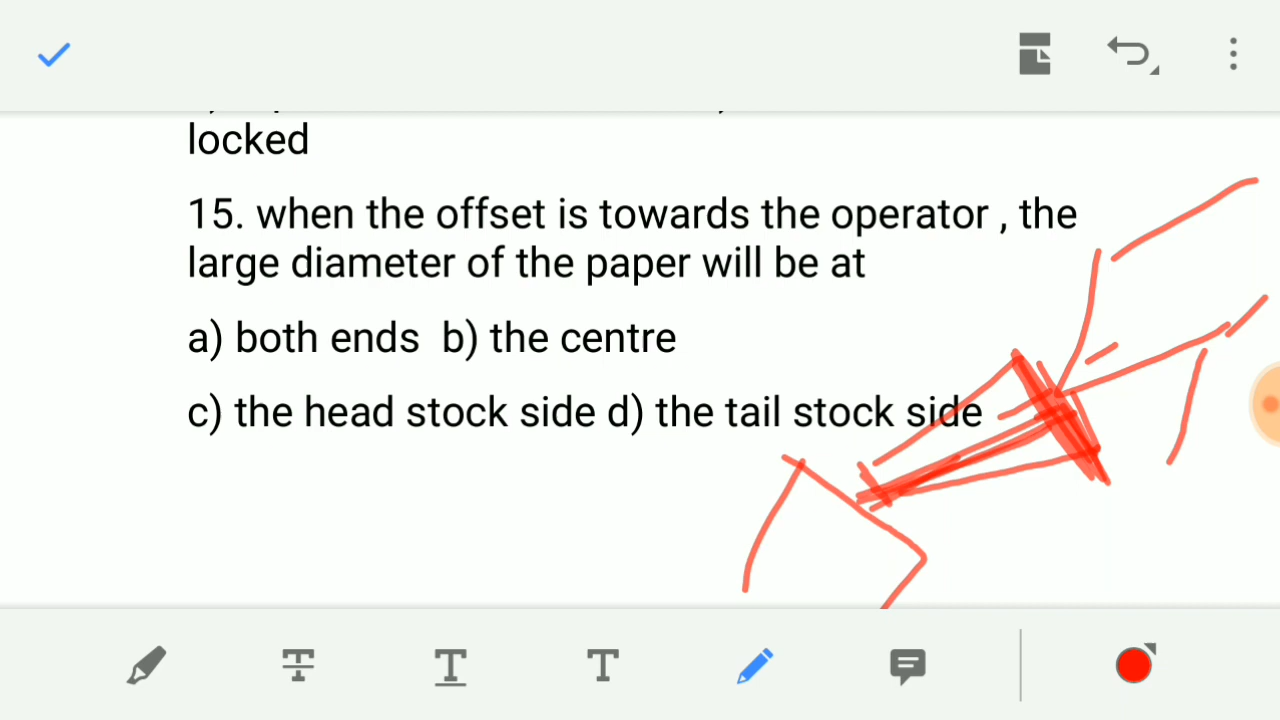 locked
15. when the offset is towards the operator , the
large diameter of the paper will be at
a) both ends b) the centre
c) the head stock side d) the tail stock side